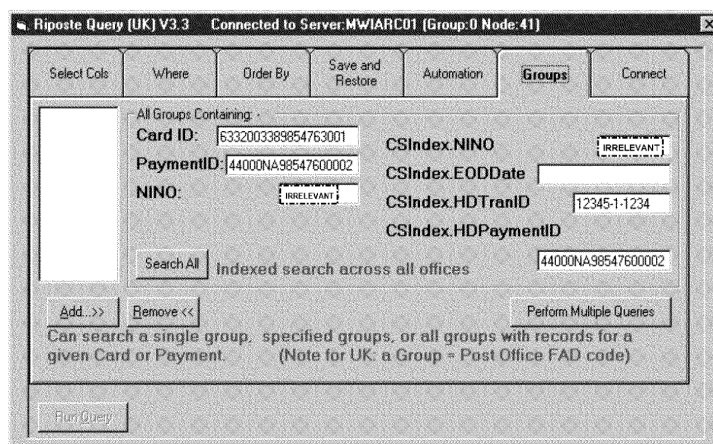 Riposte Query (UK) V3.3 Connected to Server:MWIARC01 (Group:0 Node:41)
Select Cols Where Order By Save and Restore Automation Groups Connect
All Groups Containing: -
Card ID: 6332003389854763001
PaymentID: 44000NA98547600002
NINO: IRRELEVANT
CSIndex.NINO IRRELEVANT
CSIndex.EODDate
CSIndex.HDTranID 12345-1-1234
CSIndex.HDPaymentID
44000NA98547600002
Search All Indexed search across all offices
Add...>> Remove << Perform Multiple Queries
Can search a single group, specified groups, or all groups with records for a
given Card or Payment. (Note for UK: a Group = Post Office FAD code)
Run Query